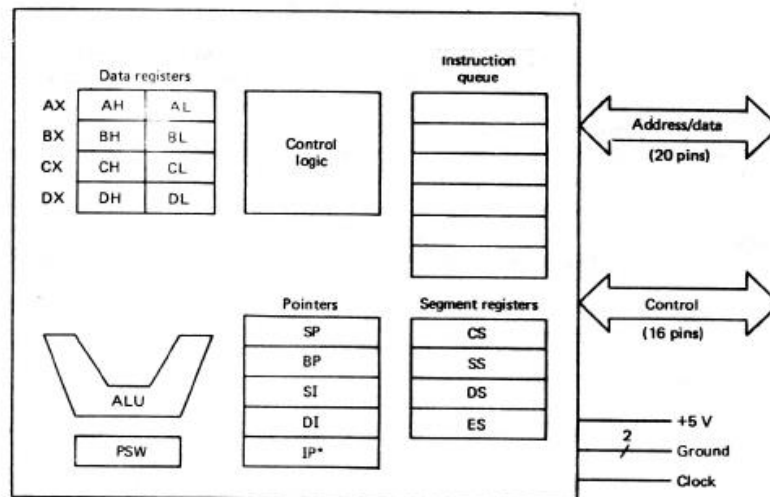 Data registers
AX AH AL
BX BH BL
CX CH CL
DX DH DL
Control
logic
Instruction
queue
Address/data
(20 pins)
ALU
PSW
Pointers
SP
BP
SI
DI
IP*
Segment registers
CS
SS
DS
ES
Control
(16 pins)
+5 V
2
Ground
Clock